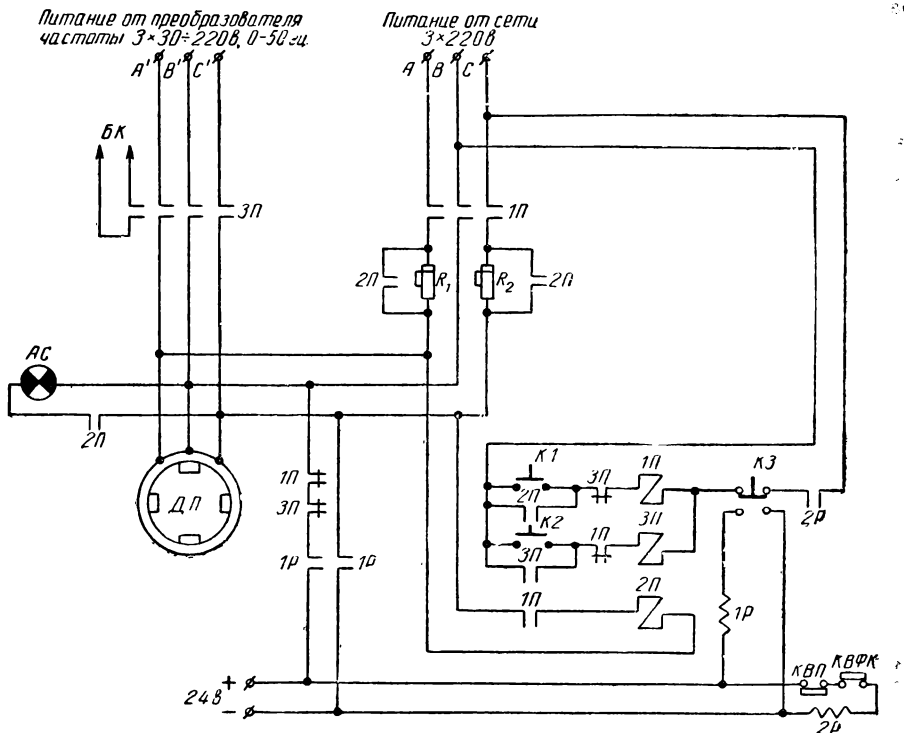 Питание от преобразователя
частоты 3×30÷220в, 0-50гц.
Питание от сети
3×220в
А' В' С'
А В С
БК
3П
1П
2П R₁ R₂ 2П
АС
2П
ДП
1П
3П
1Р 1Р
К1
3П 1П
2П
К2
1П 3П
3П
1П 2П
К3
2Р
1Р
КВП КВФК
2Р
+
24в
-